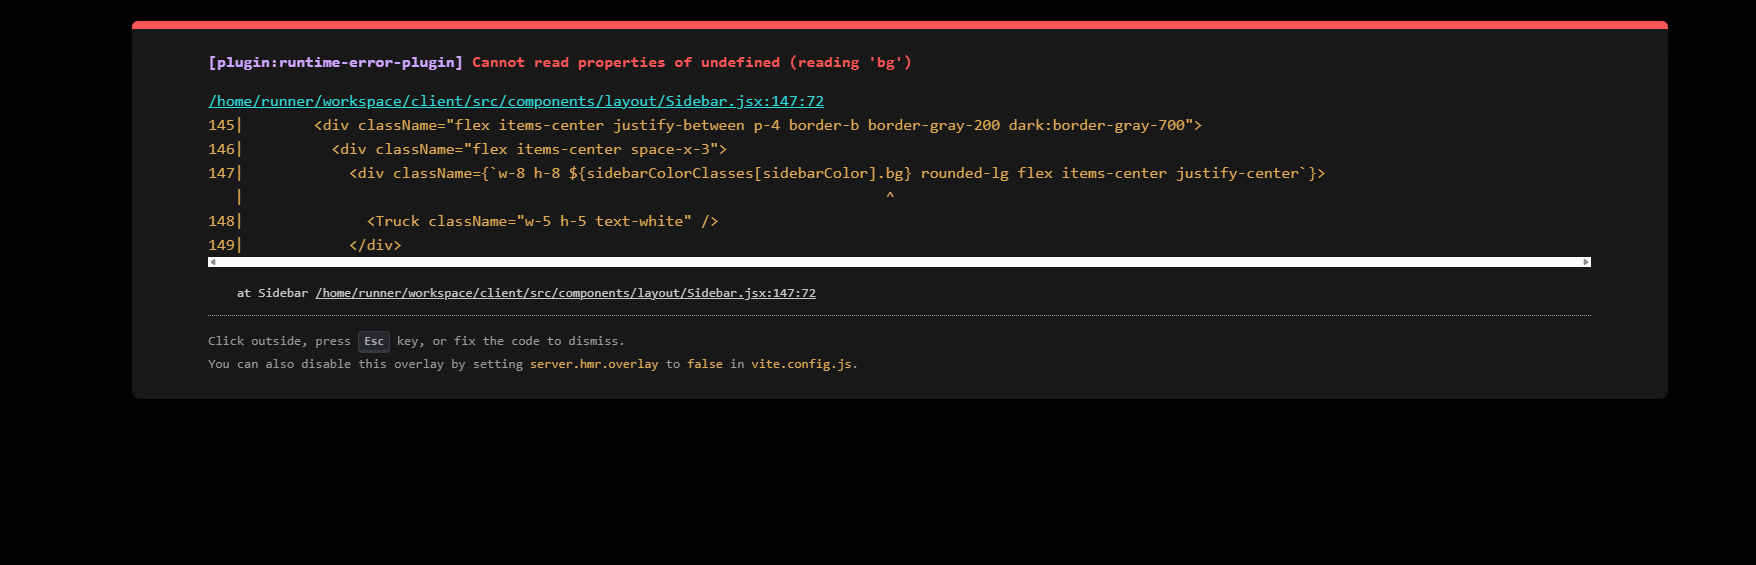 [plugin:runtime-error-plugin] Cannot read properties of undefined (reading 'bg')
/home/runner/workspace/client/src/components/layout/Sidebar.jsx:147:72
145|        <div className="flex items-center justify-between p-4 border-b border-gray-200 dark:border-gray-700">
146|          <div className="flex items-center space-x-3">
147|            <div className={`w-8 h-8 ${sidebarColorClasses[sidebarColor].bg} rounded-lg flex items-center justify-center`}>
   |                                                                         ^
148|              <Truck className="w-5 h-5 text-white" />
149|            </div>
at Sidebar /home/runner/workspace/client/src/components/layout/Sidebar.jsx:147:72
Click outside, press Esc key, or fix the code to dismiss.
You can also disable this overlay by setting server.hmr.overlay to false in vite.config.js.